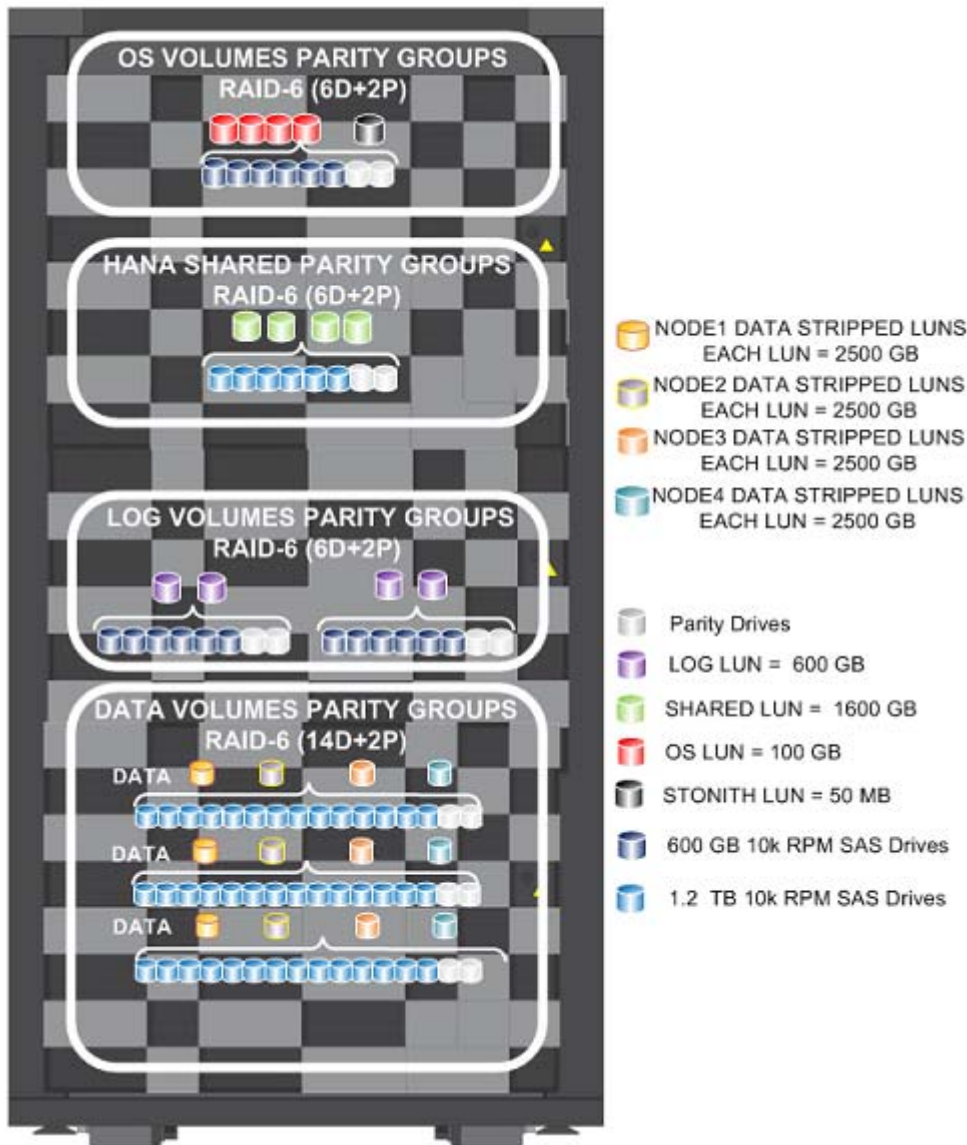 OS VOLUMES PARITY GROUPS
RAID-6 (6D+2P)
HANA SHARED PARITY GROUPS
RAID-6 (6D+2P)
LOG VOLUMES PARITY GROUPS
RAID-6 (6D+2P)
DATA VOLUMES PARITY GROUPS
RAID-6 (14D+2P)
DATA
DATA
DATA
NODE1 DATA STRIPPED LUNS
EACH LUN = 2500 GB
NODE2 DATA STRIPPED LUNS
EACH LUN = 2500 GB
NODE3 DATA STRIPPED LUNS
EACH LUN = 2500 GB
NODE4 DATA STRIPPED LUNS
EACH LUN = 2500 GB
Parity Drives
LOG LUN = 600 GB
SHARED LUN = 1600 GB
OS LUN = 100 GB
STONITH LUN = 50 MB
600 GB 10k RPM SAS Drives
1.2 TB 10k RPM SAS Drives